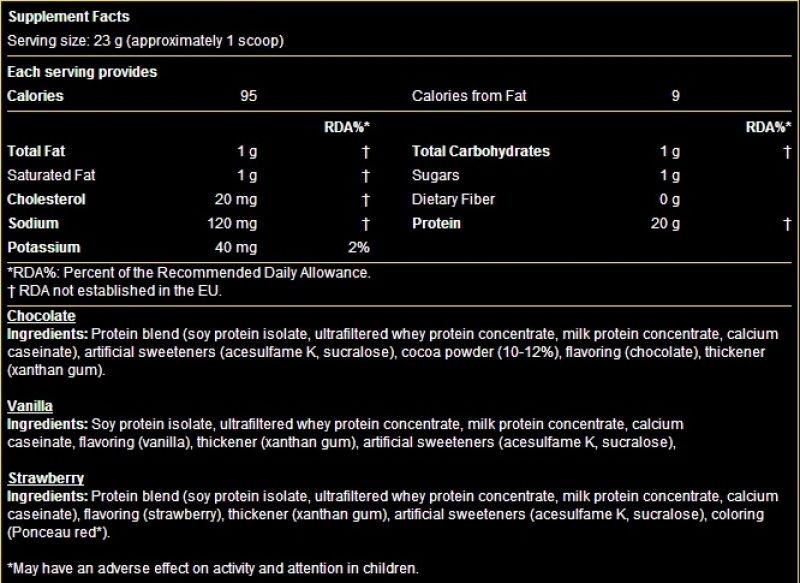 Supplement Facts
Serving size: 23 g (approximately 1 scoop)
Each serving provides
Calories 95 Calories from Fat 9
RDA%* RDA%*
Total Fat 1 g † Total Carbohydrates 1 g †
Saturated Fat 1 g † Sugars 1 g
Cholesterol 20 mg † Dietary Fiber 0 g
Sodium 120 mg † Protein 20 g †
Potassium 40 mg 2%
*RDA%: Percent of the Recommended Daily Allowance.
† RDA not established in the EU.
Chocolate
Ingredients: Protein blend (soy protein isolate, ultrafiltered whey protein concentrate, milk protein concentrate, calcium
caseinate), artificial sweeteners (acesulfame K, sucralose), cocoa powder (10-12%), flavoring (chocolate), thickener
(xanthan gum).
Vanilla
Ingredients: Soy protein isolate, ultrafiltered whey protein concentrate, milk protein concentrate, calcium
caseinate, flavoring (vanilla), thickener (xanthan gum), artificial sweeteners (acesulfame K, sucralose),
Strawberry
Ingredients: Protein blend (soy protein isolate, ultrafiltered whey protein concentrate, milk protein concentrate, calcium
caseinate), flavoring (strawberry), thickener (xanthan gum), artificial sweeteners (acesulfame K, sucralose), coloring
(Ponceau red*).
*May have an adverse effect on activity and attention in children.